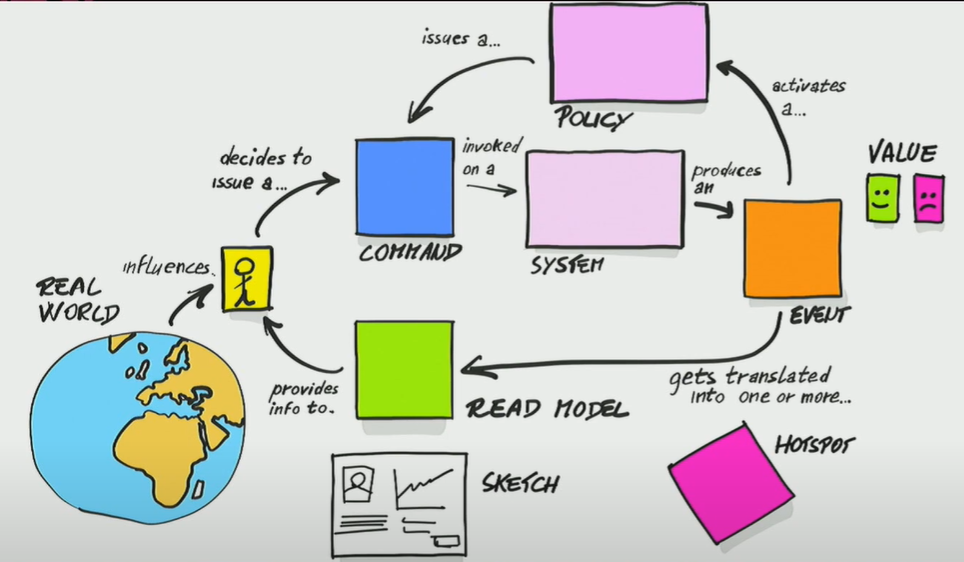 issues a...
POLICY
activates
a...
decides to
issue a...
COMMAND
invoked
on a
SYSTEM
produces
an
EVENT
VALUE
influences.
REAL
WORLD
provides
info to.
READ MODEL
gets translated
into one or more...
SKETCH
HOTSPOT